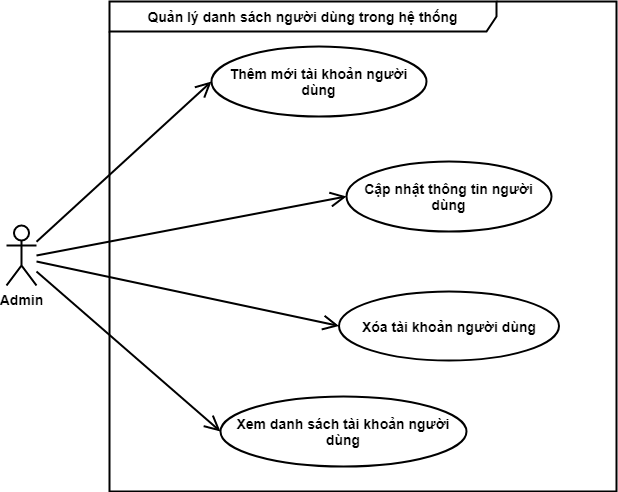 Quản lý danh sách người dùng trong hệ thống
Thêm mới tài khoản người
dùng
Cập nhật thông tin người
dùng
Admin
Xóa tài khoản người dùng
Xem danh sách tài khoản người
dùng